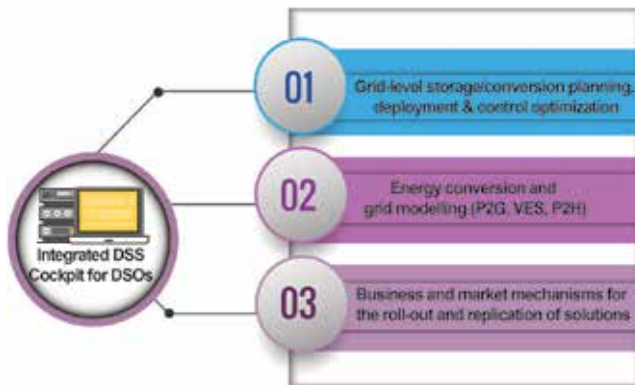 01
Grid-level storage/conversion planning,
deployment & control optimization
02
Energy conversion and
grid modelling (P2G, VES, P2H)
Integrated DSS
Cockpit for DSOs
03
Business and market mechanisms for
the roll-out and replication of solutions